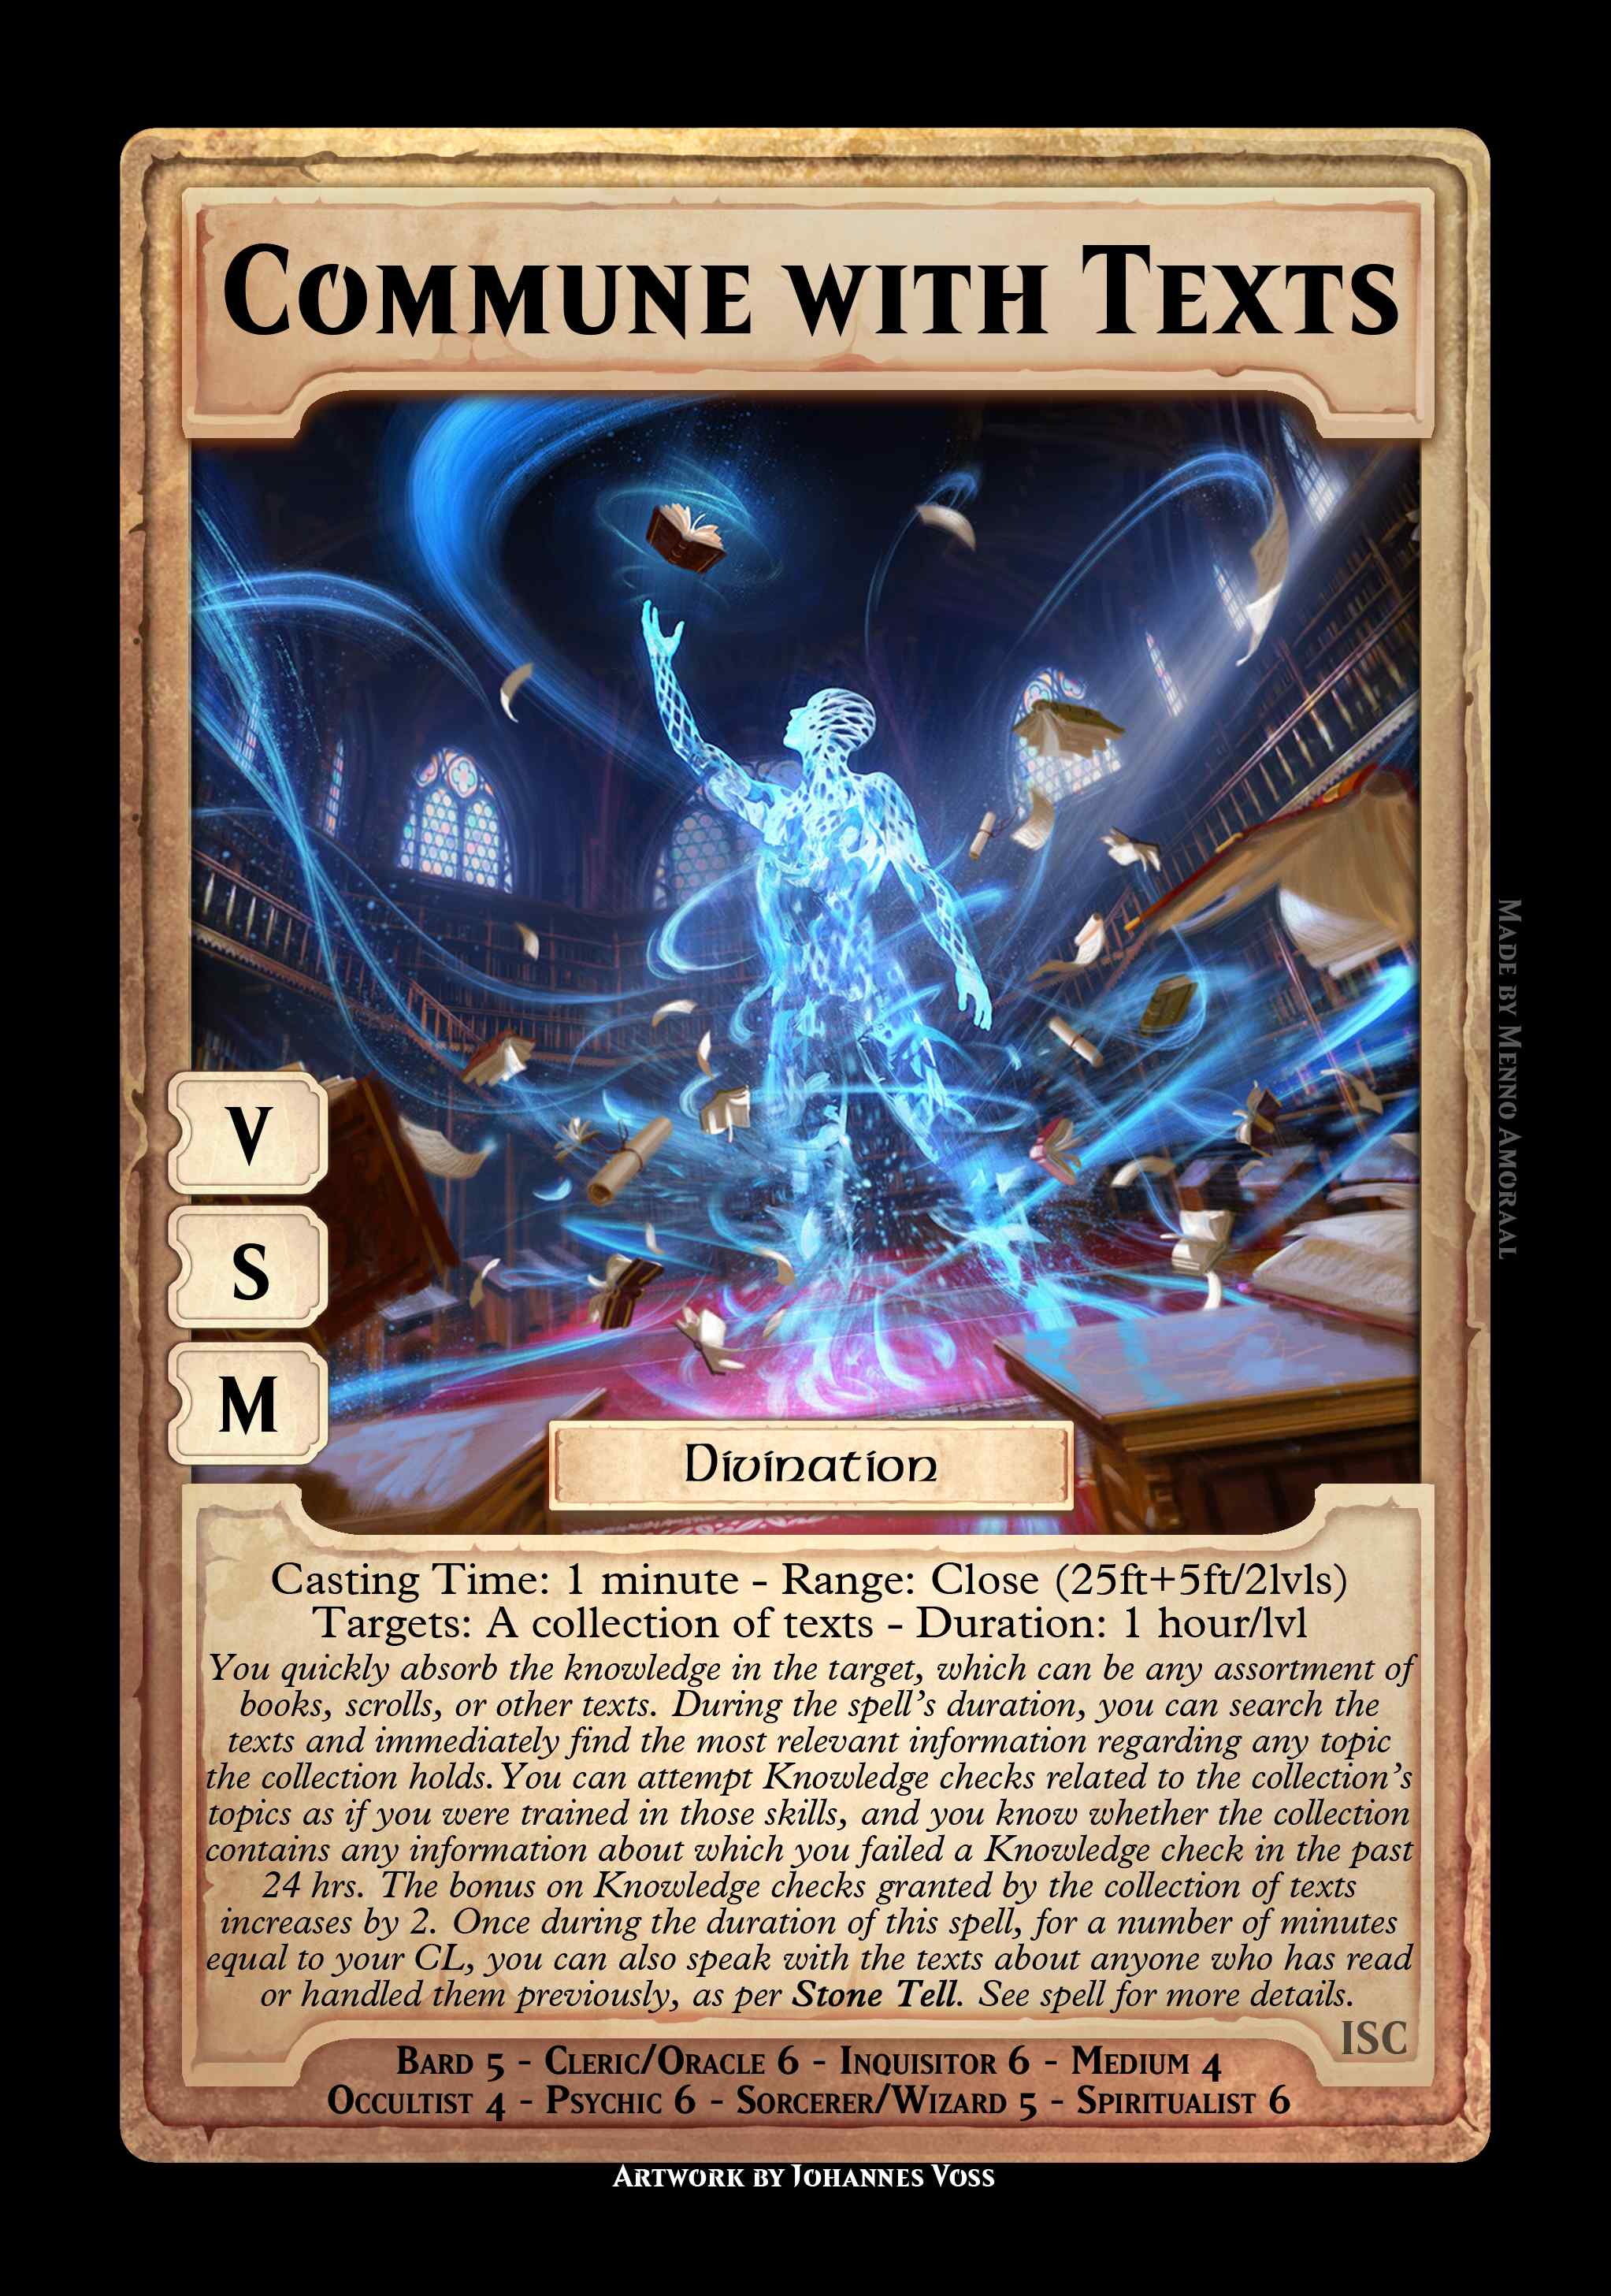 Commune with Texts
V
S
M
Divination
Casting Time: 1 minute - Range: Close (25ft+5ft/2lvls)
Targets: A collection of texts - Duration: 1 hour/lvl
You quickly absorb the knowledge in the target, which can be any assortment of
books, scrolls, or other texts. During the spell's duration, you can search the
texts and immediately find the most relevant information regarding any topic
the collection holds. You can attempt Knowledge checks related to the collection's
topics as if you were trained in those skills, and you know whether the collection
contains any information about which you failed a Knowledge check in the past
24 hrs. The bonus on Knowledge checks granted by the collection of texts
increases by 2. Once during the duration of this spell, for a number of minutes
equal to your CL, you can also speak with the texts about anyone who has read
or handled them previously, as per Stone Tell. See spell for more details.
ISC
Bard 5 - Cleric/Oracle 6 - Inquisitor 6 - Medium 4
Occultist 4 - Psychic 6 - Sorcerer/Wizard 5 - Spiritualist 6
Artwork by Johannes Voss
Made by Menno Amoraal